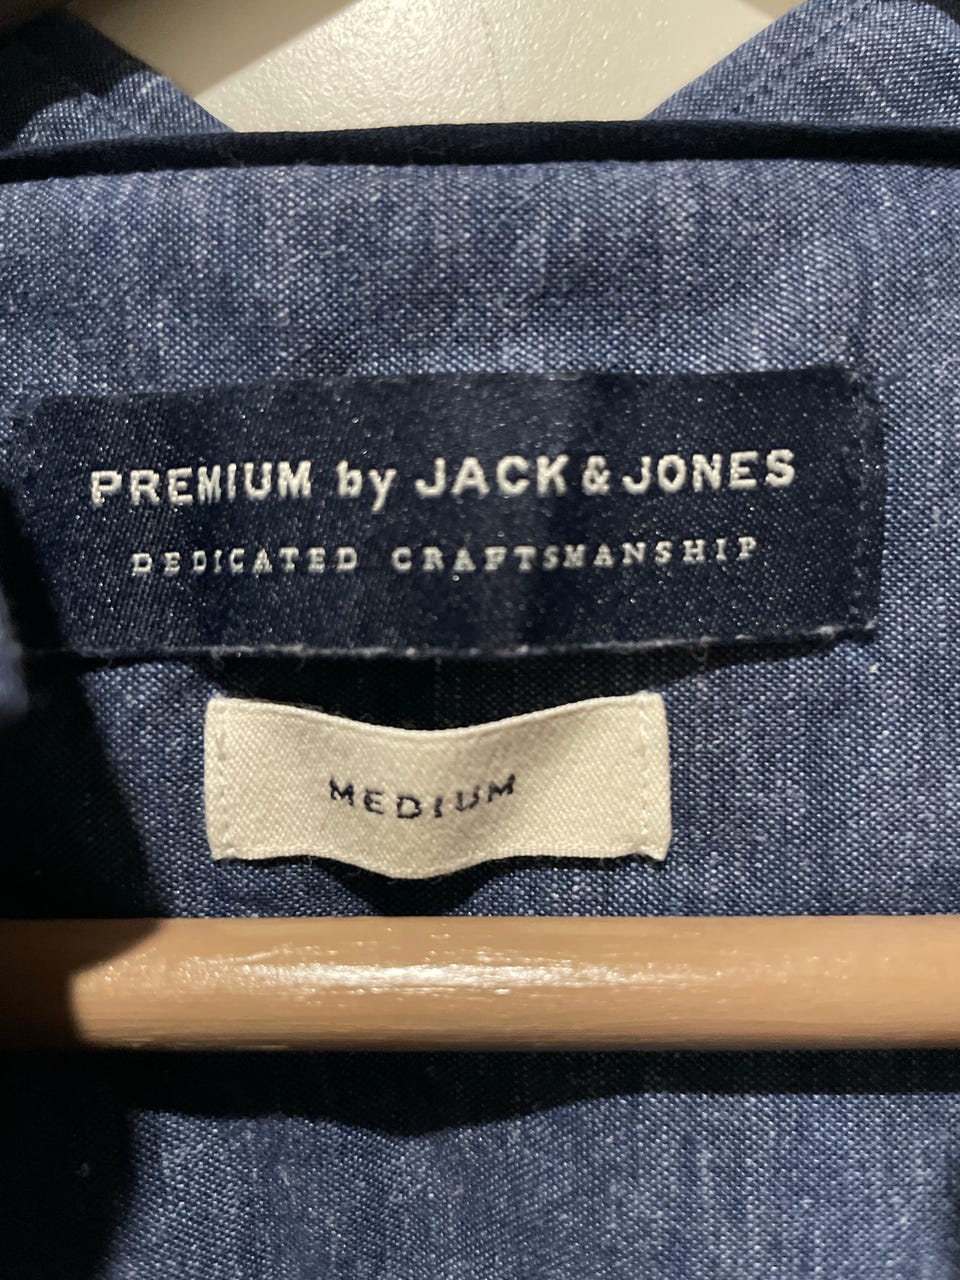 PREMIUM by JACK & JONES
DEDICATED CRAFTSMANSHIP
MEDIUM